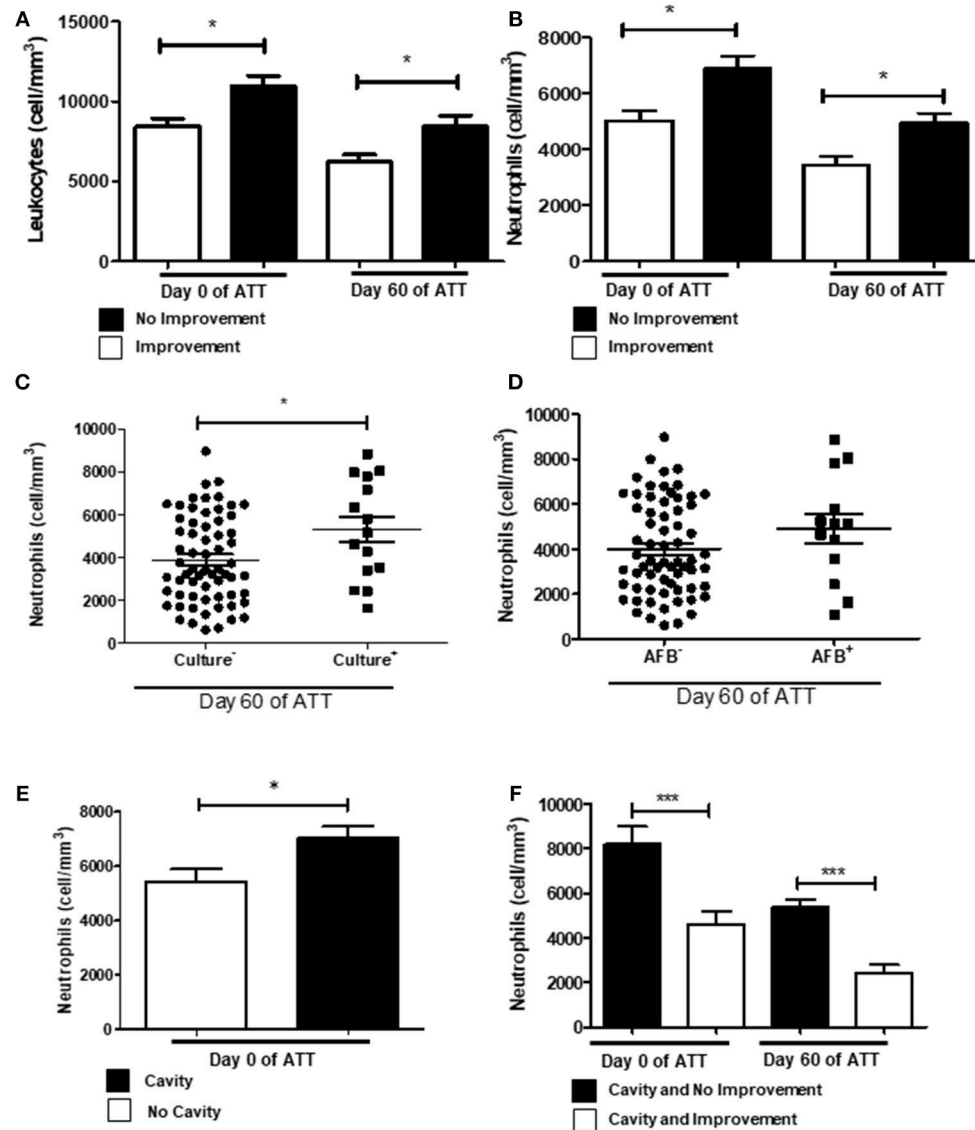 A
Leukocytes (cell/mm³)
15000
10000
5000
0
*
*
Day 0 of ATT
Day 60 of ATT
No Improvement
Improvement
B
Neutrophils (cell/mm³)
8000
6000
4000
2000
0
*
*
Day 0 of ATT
Day 60 of ATT
No Improvement
Improvement
C
Neutrophils (cell/mm³)
10000
8000
6000
4000
2000
0
*
Culture⁻
Culture⁺
Day 60 of ATT
D
Neutrophils (cell/mm³)
10000
8000
6000
4000
2000
0
AFB⁻
AFB⁺
Day 60 of ATT
E
Neutrophils (cell/mm³)
8000
6000
4000
2000
0
*
Day 0 of ATT
Cavity
No Cavity
F
Neutrophils (cell/mm³)
10000
8000
6000
4000
2000
0
***
***
Day 0 of ATT
Day 60 of ATT
Cavity and No Improvement
Cavity and Improvement